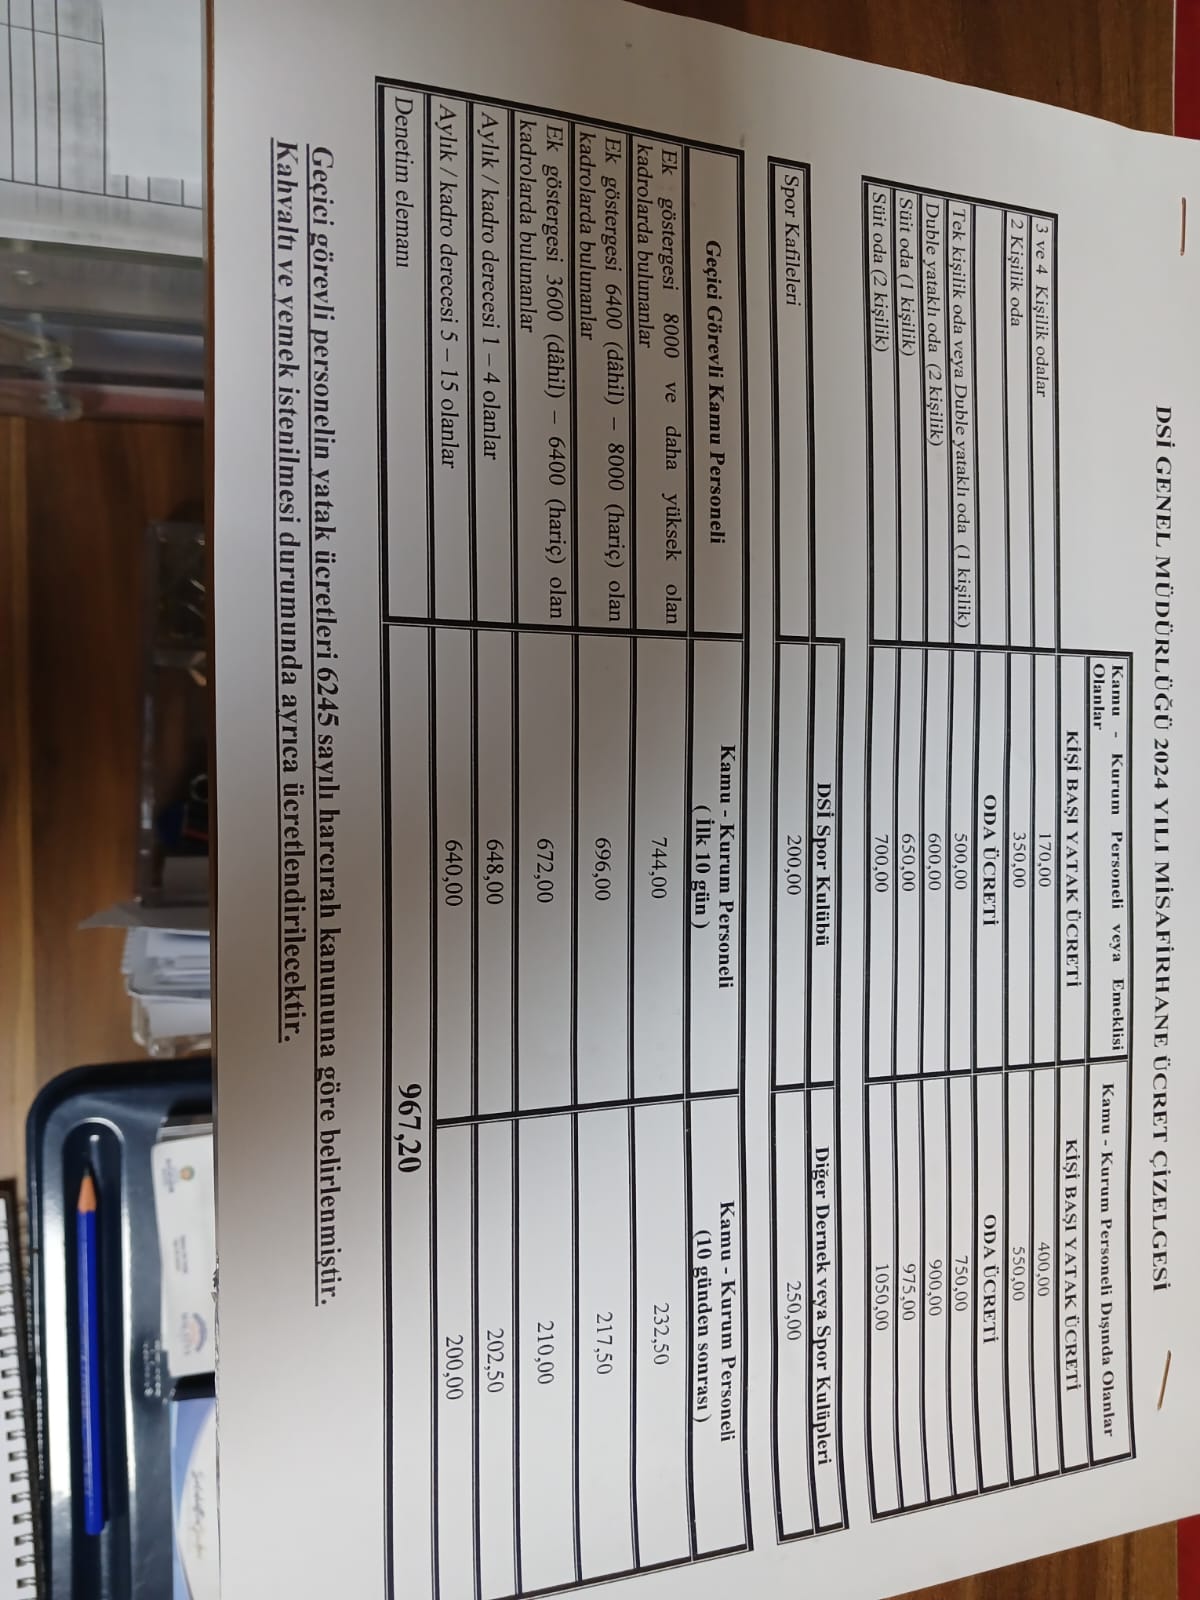 DSİ GENEL MÜDÜRLÜĞÜ 2024 YILI MİSAFİRHANE ÜCRET ÇİZELGESİ
Kamu - Kurum Personeli veya Emeklisi Olanlar
Kamu - Kurum Personeli Dışında Olanlar
KİŞİ BAŞI YATAK ÜCRETİ KİŞİ BAŞI YATAK ÜCRETİ
3 ve 4 Kişilik odalar 170,00 400,00
2 Kişilik oda 350,00 550,00
ODA ÜCRETİ ODA ÜCRETİ
Tek kişilik oda veya Duble yataklı oda (1 kişilik) 500,00 750,00
Duble yataklı oda (2 kişilik) 600,00 900,00
Süit oda (1 kişilik) 650,00 975,00
Süit oda (2 kişilik) 700,00 1050,00
DSİ Spor Kulübü Diğer Dernek veya Spor Kulüpleri
Spor Kafileleri 200,00 250,00
Geçici Görevli Kamu Personeli
Kamu - Kurum Personeli
( İlk 10 gün )
Kamu - Kurum Personeli
(10 günden sonrası )
Ek göstergesi 8000 ve daha yüksek olan
kadrolarda bulunanlar
744,00 232,50
Ek göstergesi 6400 (dâhil) – 8000 (hariç) olan
kadrolarda bulunanlar
696,00 217,50
Ek göstergesi 3600 (dâhil) – 6400 (hariç) olan
kadrolarda bulunanlar
672,00 210,00
Aylık / kadro derecesi 1 – 4 olanlar 648,00 202,50
Aylık / kadro derecesi 5 – 15 olanlar 640,00 200,00
Denetim elemanı 967,20
Geçici görevli personelin yatak ücretleri 6245 sayılı harcırah kanununa göre belirlenmiştir.
Kahvaltı ve yemek istenilmesi durumunda ayrıca ücretlendirilecektir.